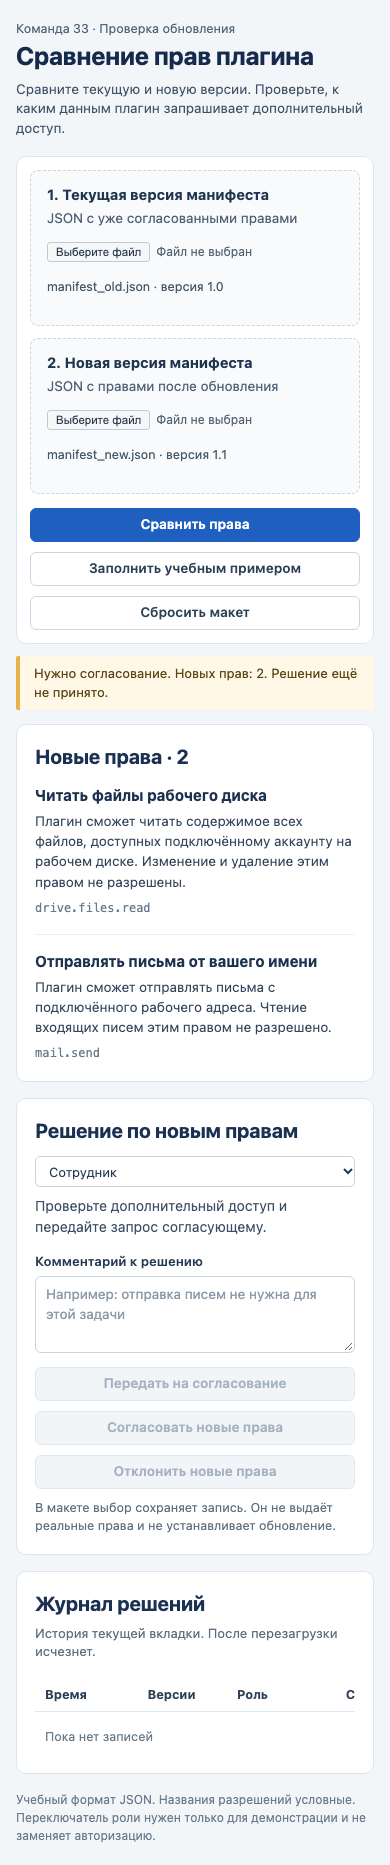 Команда 33 · Проверка обновления
Сравнение прав плагина
Сравните текущую и новую версии. Проверьте, к
каким данным плагин запрашивает дополнительный
доступ.
1. Текущая версия манифеста
JSON с уже согласованными правами
Выберите файл Файл не выбран
manifest_old.json · версия 1.0
2. Новая версия манифеста
JSON с правами после обновления
Выберите файл Файл не выбран
manifest_new.json · версия 1.1
Сравнить права
Заполнить учебным примером
Сбросить макет
Нужно согласование. Новых прав: 2. Решение ещё
не принято.
Новые права · 2
Читать файлы рабочего диска
Плагин сможет читать содержимое всех
файлов, доступных подключённому аккаунту на
рабочем диске. Изменение и удаление этим
правом не разрешены.
drive.files.read
Отправлять письма от вашего имени
Плагин сможет отправлять письма с
подключённого рабочего адреса. Чтение
входящих писем этим правом не разрешено.
mail.send
Решение по новым правам
Сотрудник
Проверьте дополнительный доступ и
передайте запрос согласующему.
Комментарий к решению
Например: отправка писем не нужна для
этой задачи
Передать на согласование
Согласовать новые права
Отклонить новые права
В макете выбор сохраняет запись. Он не выдаёт
реальные права и не устанавливает обновление.
Журнал решений
История текущей вкладки. После перезагрузки
исчезнет.
Время Версии Роль С
Пока нет записей
Учебный формат JSON. Названия разрешений условные.
Переключатель роли нужен только для демонстрации и не
заменяет авторизацию.